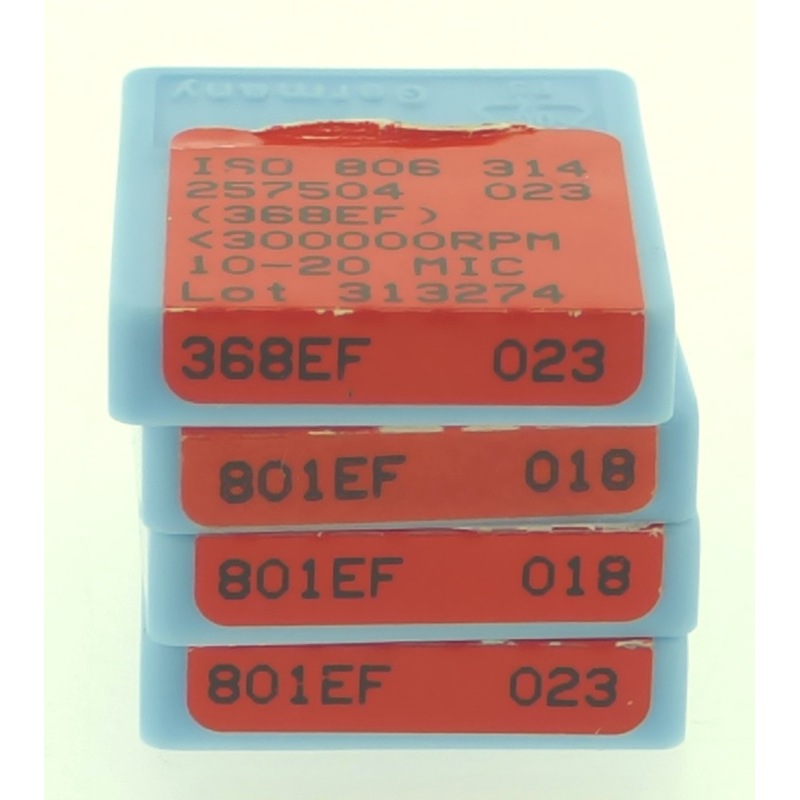 Germany
ISO 806 314
257504 023
(368EF)
<300000RPM
10-20 MIC
Lot 313274
368EF 023
801EF 018
801EF 018
801EF 023